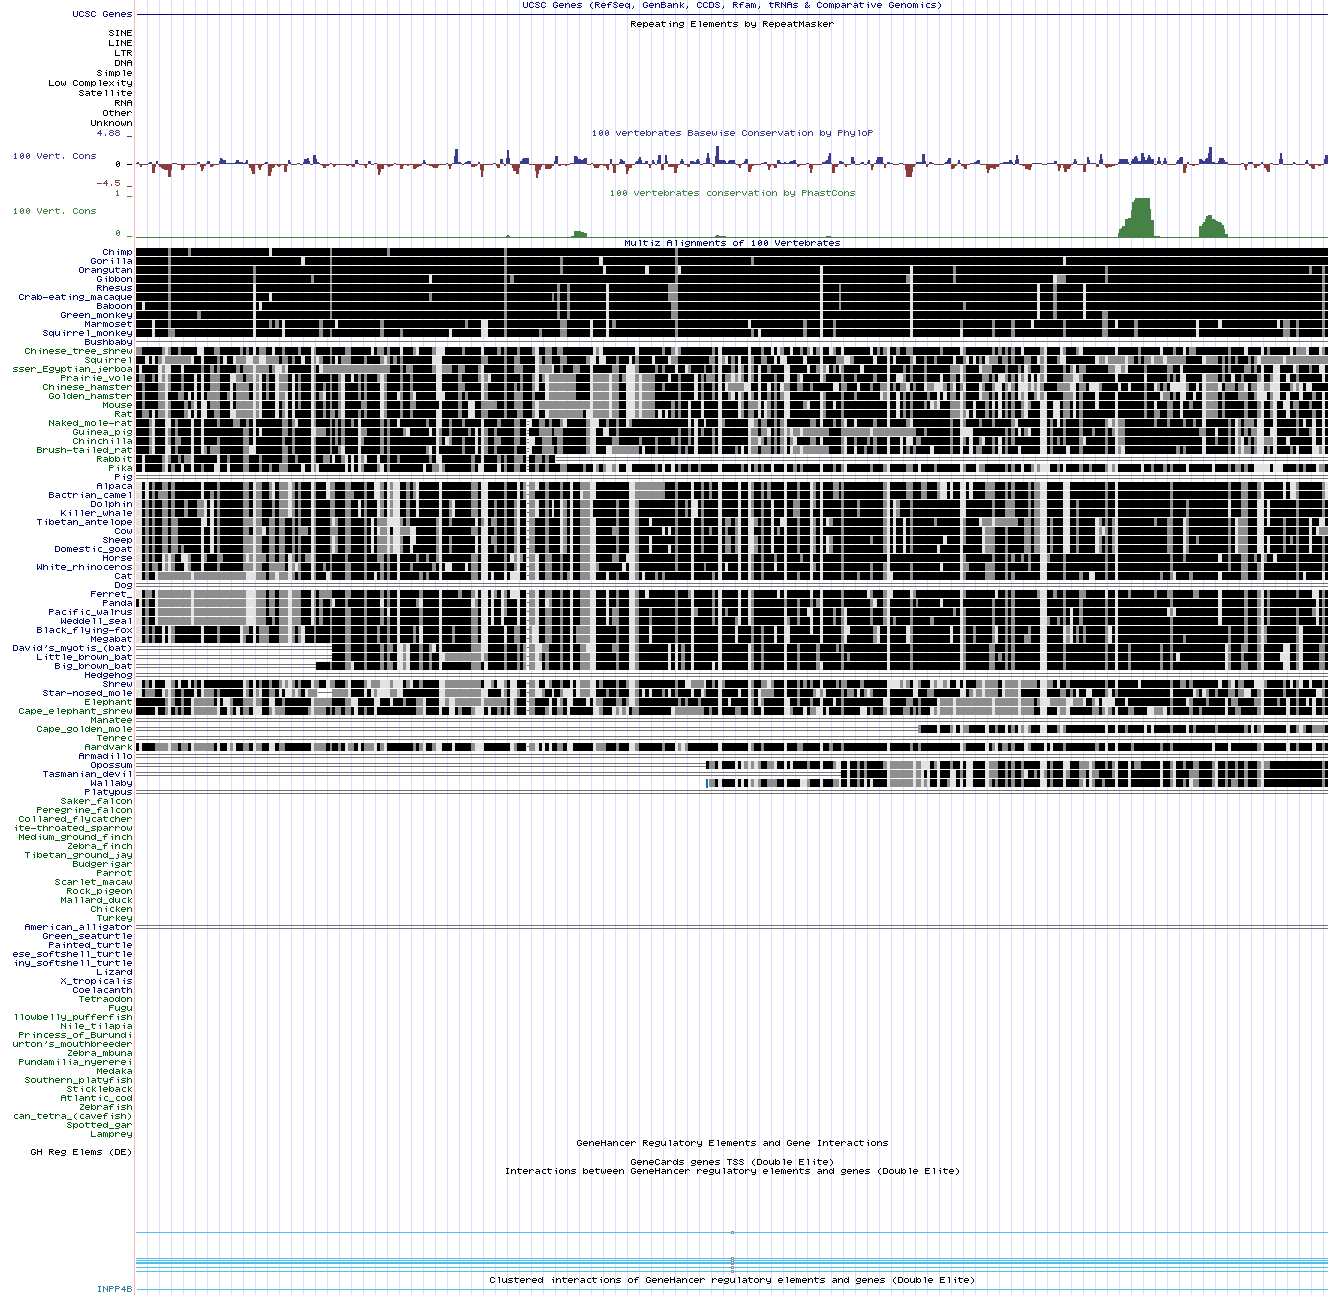 UCSC Genes (RefSeq, GenBank, CCDS, Rfam, tRNAs & Comparative Genomics)
UCSC Genes
Repeating Elements by RepeatMasker
SINE
LINE
LTR
DNA
Simple
Low Complexity
Satellite
RNA
Other
Unknown
4.88 _
100 vertebrates Basewise Conservation by PhyloP
100 Vert. Cons
0 -
-4.5 _
1 _
100 vertebrates conservation by PhastCons
100 Vert. Cons
0 _
Multiz Alignments of 100 Vertebrates
Chimp
Gorilla
Orangutan
Gibbon
Rhesus
Crab-eating_macaque
Baboon
Green_monkey
Marmoset
Squirrel_monkey
Bushbaby
Chinese_tree_shrew
Squirrel
sser_Egyptian_jerboa
Prairie_vole
Chinese_hamster
Golden_hamster
Mouse
Rat
Naked_mole-rat
Guinea_pig
Chinchilla
Brush-tailed_rat
Rabbit
Pika
Pig
Alpaca
Bactrian_camel
Dolphin
Killer_whale
Tibetan_antelope
Cow
Sheep
Domestic_goat
Horse
White_rhinoceros
Cat
Dog
Ferret_
Panda
Pacific_walrus
Weddell_seal
Black_flying-fox
Megabat
David's_myotis_(bat)
Little_brown_bat
Big_brown_bat
Hedgehog
Shrew
Star-nosed_mole
Elephant
Cape_elephant_shrew
Manatee
Cape_golden_mole
Tenrec
Aardvark
Armadillo
Opossum
Tasmanian_devil
Wallaby
Platypus
Saker_falcon
Peregrine_falcon
Collared_flycatcher
ite-throated_sparrow
Medium_ground_finch
Zebra_finch
Tibetan_ground_jay
Budgerigar
Parrot
Scarlet_macaw
Rock_pigeon
Mallard_duck
Chicken
Turkey
American_alligator
Green_seaturtle
Painted_turtle
ese_softshell_turtle
iny_softshell_turtle
Lizard
X_tropicalis
Coelacanth
Tetraodon
Fugu
llowbelly_pufferfish
Nile_tilapia
Princess_of_Burundi
urton's_mouthbreeder
Zebra_mbuna
Pundamilia_nyererei
Medaka
Southern_platyfish
Stickleback
Atlantic_cod
Zebrafish
can_tetra_(cavefish)
Spotted_gar
Lamprey
GeneHancer Regulatory Elements and Gene Interactions
GH Reg Elems (DE)
GeneCards genes TSS (Double Elite)
Interactions between GeneHancer regulatory elements and genes (Double Elite)
Clustered interactions of GeneHancer regulatory elements and genes (Double Elite)
INPP4B